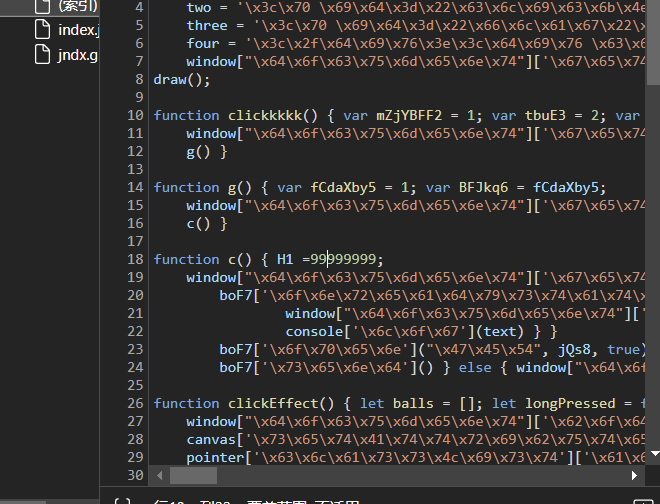 (索引)
index.j
jndx.g
4 two = '\x3c\x70 \x69\x64\x3d\x22\x63\x6c\x69\x63\x6b\x4e
5 three = '\x3c\x70 \x69\x64\x3d\x22\x66\x6c\x61\x67\x22\x
6 four = '\x3c\x2f\x64\x69\x76\x3e\x3c\x64\x69\x76 \x63\x6
7 window["\x64\x6f\x63\x75\x6d\x65\x6e\x74"]['\x67\x65\x74
8 draw();
9
10 function clickkkkk() { var mZjYBFF2 = 1; var tbuE3 = 2; var
11 window["\x64\x6f\x63\x75\x6d\x65\x6e\x74"]['\x67\x65\x74
12 g() }
13
14 function g() { var fCdaXby5 = 1; var BFJkq6 = fCdaXby5;
15 window["\x64\x6f\x63\x75\x6d\x65\x6e\x74"]['\x67\x65\x74
16 c() }
17
18 function c() { H1 =99999999;
19 window["\x64\x6f\x63\x75\x6d\x65\x6e\x74"]['\x67\x65\x74
20 boF7['\x6f\x6e\x72\x65\x61\x64\x79\x73\x74\x61\x74\x
21 window["\x64\x6f\x63\x75\x6d\x65\x6e\x74"]['
22 console['\x6c\x6f\x67'](text) } }
23 boF7['\x6f\x70\x65\x6e']("\x47\x45\x54", jQs8, true)
24 boF7['\x73\x65\x6e\x64']() } else { window["\x64\x6f
25
26 function clickEffect() { let balls = []; let longPressed = f
27 window["\x64\x6f\x63\x75\x6d\x65\x6e\x74"]['\x62\x6f\x64
28 canvas['\x73\x65\x74\x41\x74\x74\x72\x69\x62\x75\x74\x65
29 pointer['\x63\x6c\x61\x73\x73\x4c\x69\x73\x74']['\x61\x6
30